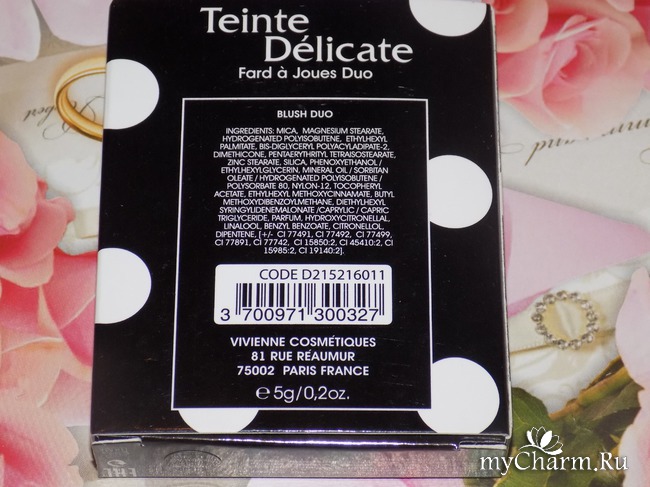 Teinte
Délicate
Fard à Joues Duo
BLUSH DUO
INGREDIENTS: MICA, MAGNESIUM STEARATE,
HYDROGENATED POLYISOBUTENE, ETHYLHEXYL
PALMITATE, BIS-DIGLYCERYL POLYACYLADIPATE-2,
DIMETHICONE, PENTAERYTHRITYL TETRAISOSTEARATE,
ZINC STEARATE, SILICA, PHENOXYETHANOL /
ETHYLHEXYLGLYCERIN, MINERAL OIL / SORBITAN
OLEATE / HYDROGENATED POLYISOBUTENE /
POLYSORBATE 80, NYLON-12, TOCOPHERYL
ACETATE, ETHYLHEXYL METHOXYCINNAMATE, BUTYL
METHOXYDIBENZOYLMETHANE, DIETHYLHEXYL
SYRINGYLIDENEMALONATE /CAPRYLIC / CAPRIC
TRIGLYCERIDE, PARFUM, HYDROXYCITRONELLAL,
LINALOOL, BENZYL BENZOATE, CITRONELLOL,
DIPENTENE, [+/- CI 77491, CI 77492, CI 77499,
CI 77891, CI 77742, CI 15850:2, CI 45410:2, CI
15985:2, CI 19140:2].
CODE D215216011
3 700971 300327
VIVIENNE COSMÉTIQUES
81 RUE RÉAUMUR
75002 PARIS FRANCE
e 5g/0,2oz.
myCharm.Ru